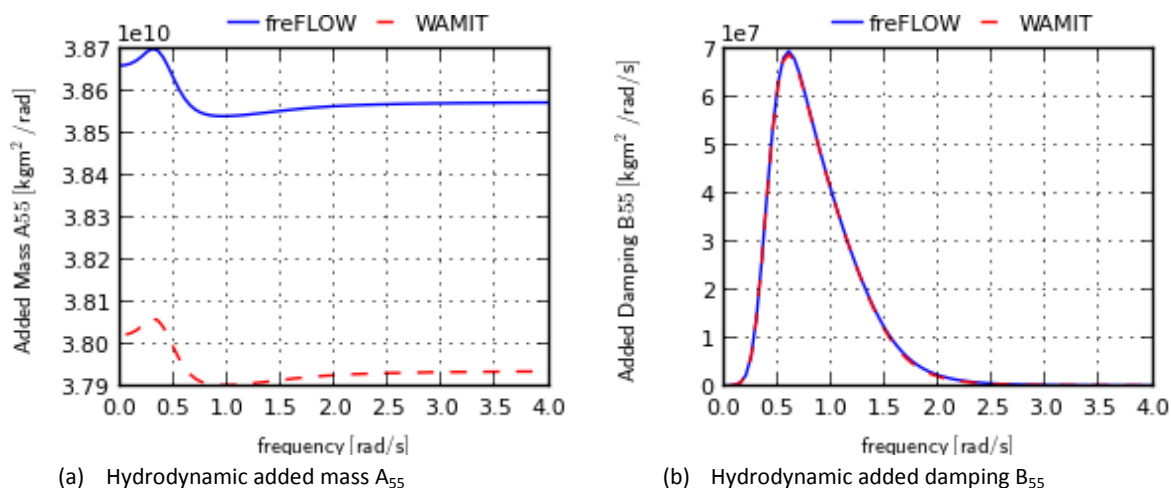 freFLOW WAMIT
1e10
3.87
3.86
3.85
3.84
3.83
3.82
3.81
3.80
3.79
Added Mass A55 [kgm² /rad]
0.0 0.5 1.0 1.5 2.0 2.5 3.0 3.5 4.0
frequency [rad/s]
(a) Hydrodynamic added mass A₅₅
freFLOW WAMIT
1e7
7
6
5
4
3
2
1
0
Added Damping B55 [kgm² /rad/s]
0.0 0.5 1.0 1.5 2.0 2.5 3.0 3.5 4.0
frequency [rad/s]
(b) Hydrodynamic added damping B₅₅